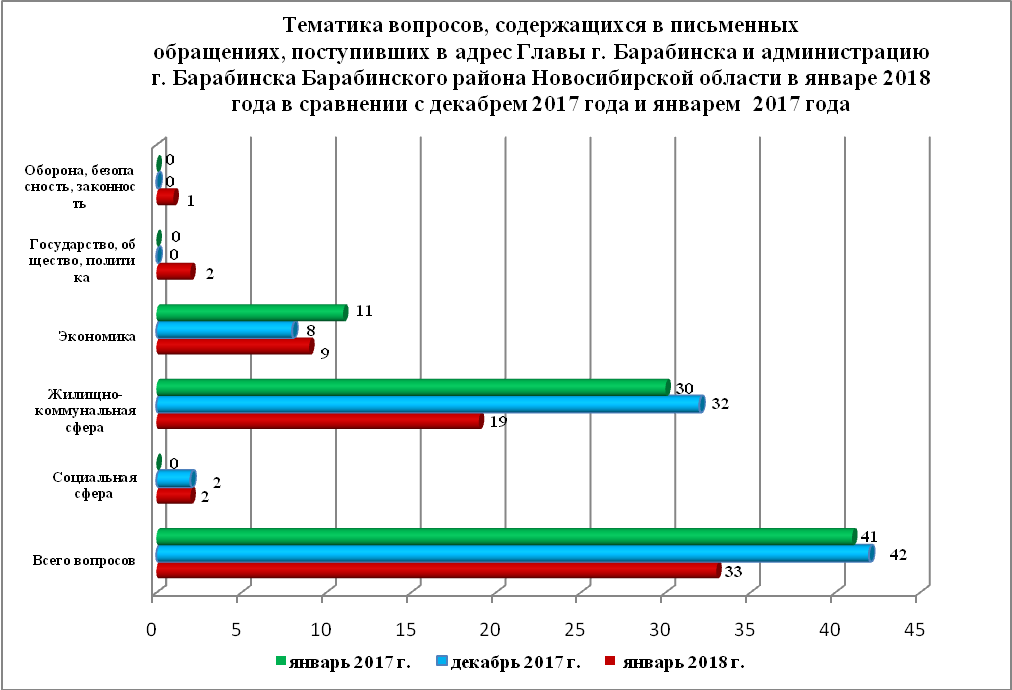 Тематика вопросов, содержащихся в письменных
обращениях, поступивших в адрес Главы г. Барабинска и администрацию
г. Барабинска Барабинского района Новосибирской области в январе 2018
года в сравнении с декабрем 2017 года и январем 2017 года
Оборона, безопа
сность, законнос
ть
0
0
1
Государство, об
щество, полити
ка
0
0
2
Экономика
11
8
9
Жилищно-
коммунальная
сфера
30
32
19
Социальная
сфера
0
2
2
Всего вопросов
41
42
33
0 5 10 15 20 25 30 35 40 45
январь 2017 г. декабрь 2017 г. январь 2018 г.